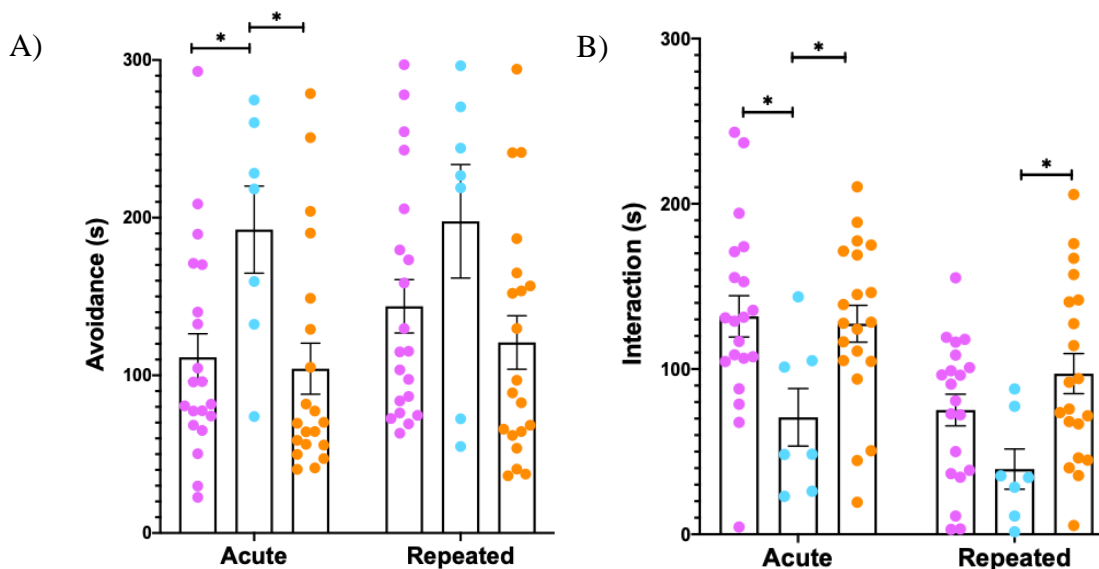 A)
* *
300
200
100
0
Avoidance (s)
Acute Repeated
B)
*
*
*
300
200
100
0
Interaction (s)
Acute Repeated